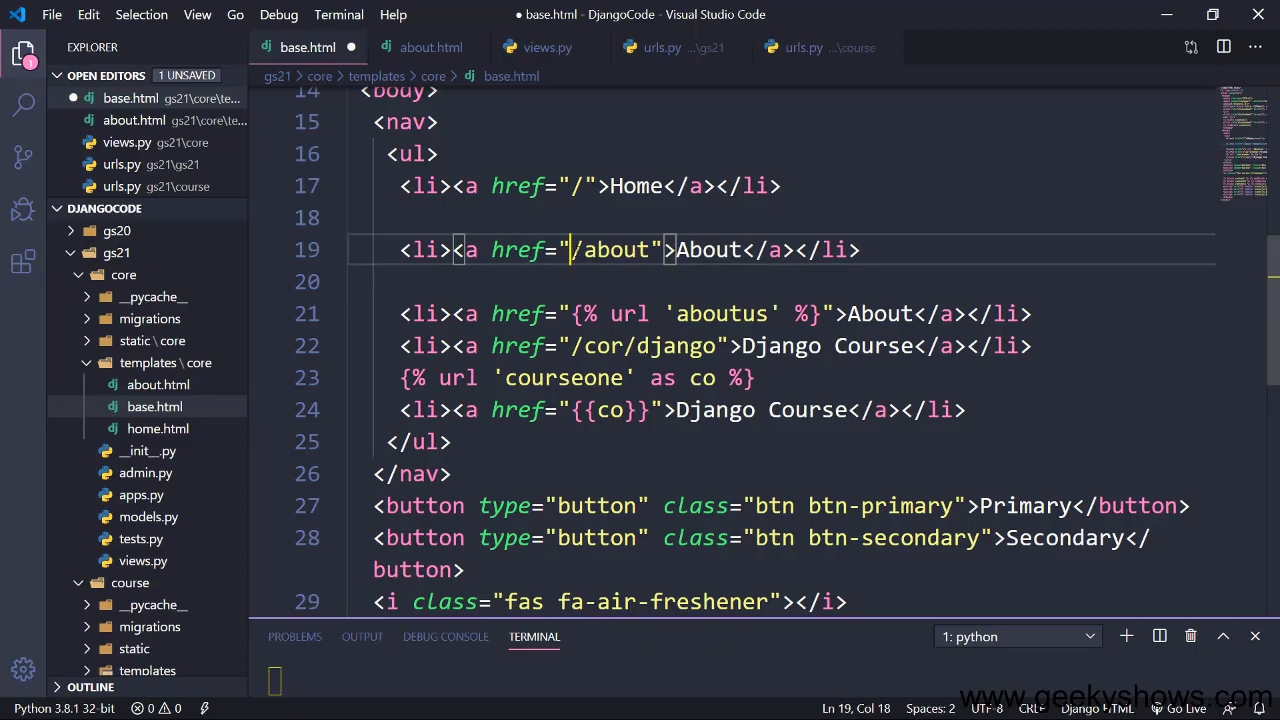 File Edit Selection View Go Debug Terminal Help ● base.html - DjangoCode - Visual Studio Code
EXPLORER
base.html ● about.html views.py urls.py ...\gs21 urls.py ...\course
OPEN EDITORS 1 UNSAVED
gs21 > core > templates > core > base.html
base.html gs21\core\te...
about.html gs21\core\te...
views.py gs21\core
urls.py gs21\gs21
urls.py gs21\course
DJANGOCODE
gs20
gs21
core
__pycache__
migrations
static \ core
templates \ core
about.html
base.html
home.html
__init__.py
admin.py
apps.py
models.py
tests.py
views.py
course
__pycache__
migrations
static
templates
OUTLINE
14 <body>
15 <nav>
16 <ul>
17 <li><a href="/">Home</a></li>
18
19 <li><a href="/about">About</a></li>
20
21 <li><a href="{% url 'aboutus' %}">About</a></li>
22 <li><a href="/cor/django">Django Course</a></li>
23 {% url 'courseone' as co %}
24 <li><a href="{{co}}">Django Course</a></li>
25 </ul>
26 </nav>
27 <button type="button" class="btn btn-primary">Primary</button>
28 <button type="button" class="btn btn-secondary">Secondary</
button>
29 <i class="fas fa-air-freshener"></i>
PROBLEMS OUTPUT DEBUG CONSOLE TERMINAL 1: python
www.geekyshows.com
Python 3.8.1 32-bit 0 0 Ln 19, Col 18 Spaces: 2 UTF-8 CRLF Django HTML Go Live
1